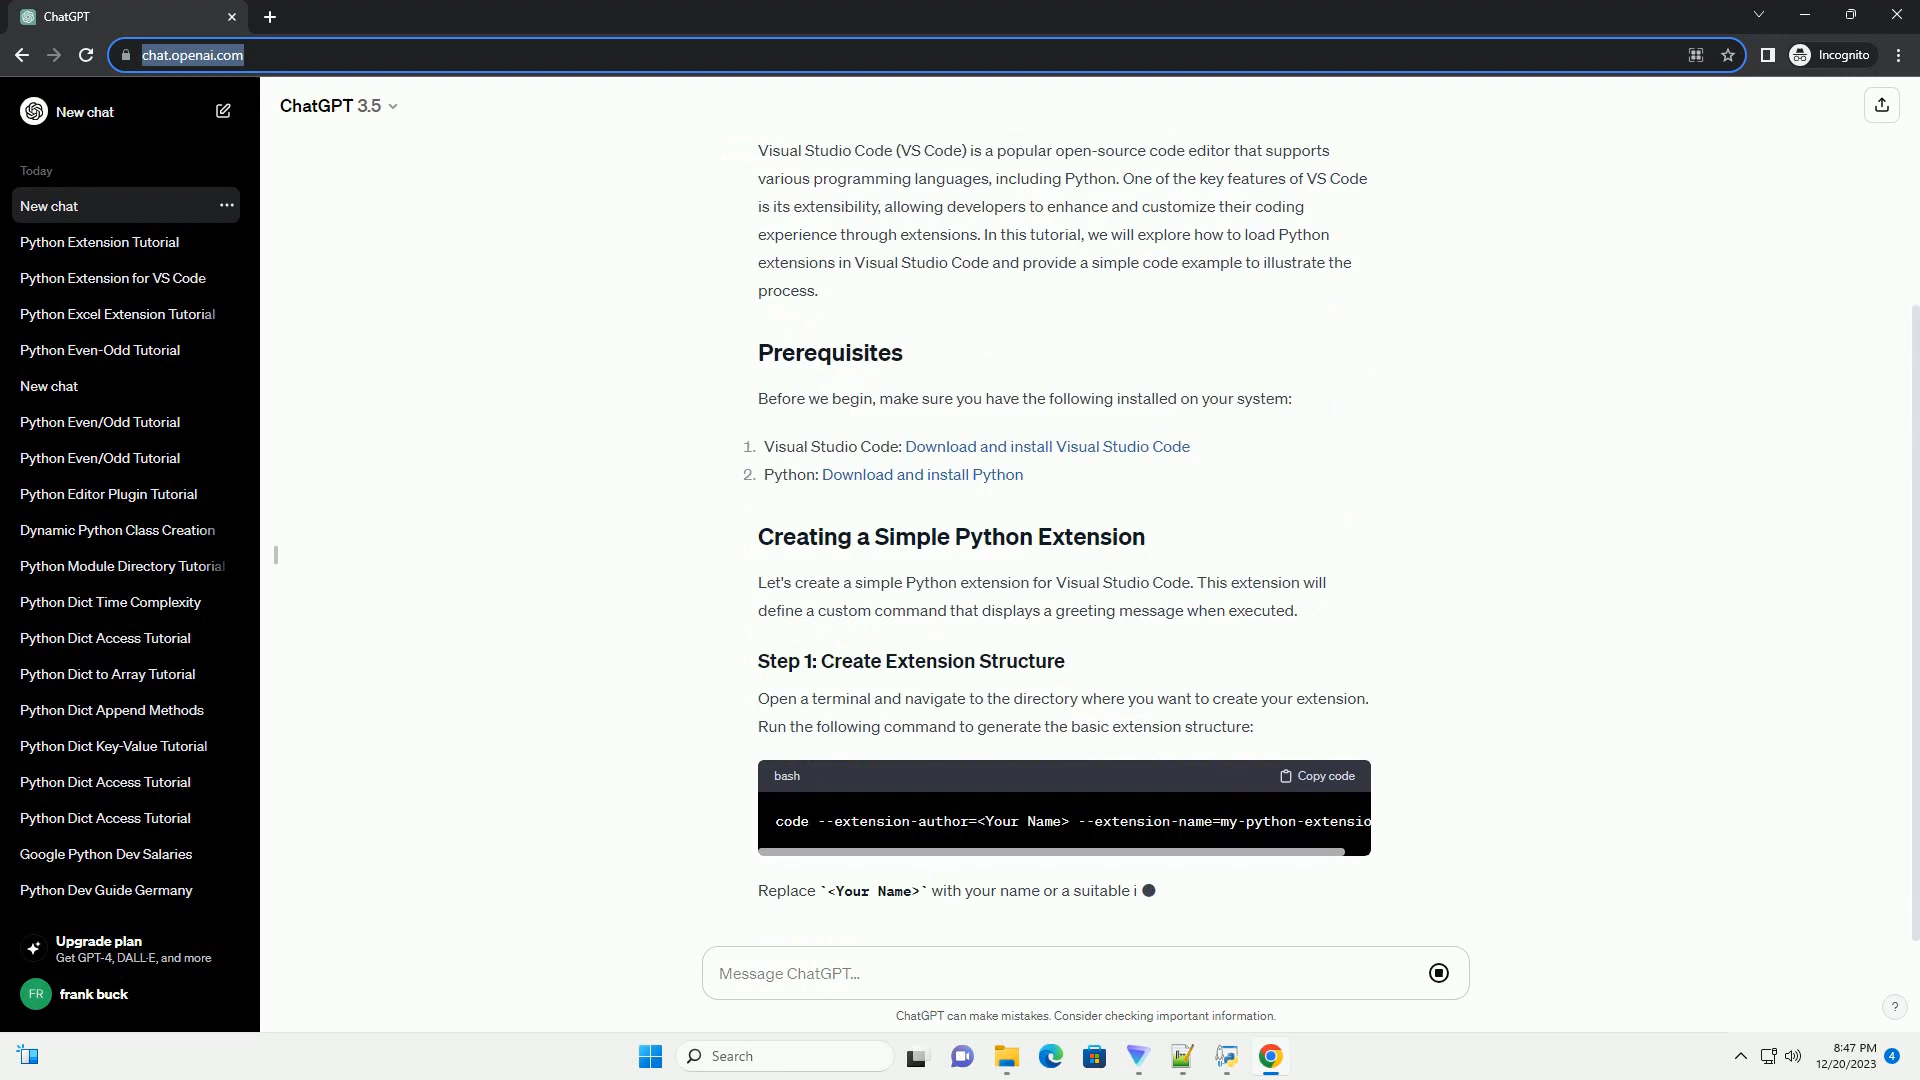 ChatGPT
chat.openai.com
Incognito
New chat
Today
New chat
Python Extension Tutorial
Python Extension for VS Code
Python Excel Extension Tutorial
Python Even-Odd Tutorial
New chat
Python Even/Odd Tutorial
Python Even/Odd Tutorial
Python Editor Plugin Tutorial
Dynamic Python Class Creation
Python Module Directory Tutorial
Python Dict Time Complexity
Python Dict Access Tutorial
Python Dict to Array Tutorial
Python Dict Append Methods
Python Dict Key-Value Tutorial
Python Dict Access Tutorial
Python Dict Access Tutorial
Google Python Dev Salaries
Python Dev Guide Germany
Upgrade plan
Get GPT-4, DALL·E, and more
FR
frank buck
ChatGPT 3.5
Visual Studio Code (VS Code) is a popular open-source code editor that supports
various programming languages, including Python. One of the key features of VS Code
is its extensibility, allowing developers to enhance and customize their coding
experience through extensions. In this tutorial, we will explore how to load Python
extensions in Visual Studio Code and provide a simple code example to illustrate the
process.
Prerequisites
Before we begin, make sure you have the following installed on your system:
1. Visual Studio Code: Download and install Visual Studio Code
2. Python: Download and install Python
Creating a Simple Python Extension
Let's create a simple Python extension for Visual Studio Code. This extension will
define a custom command that displays a greeting message when executed.
Step 1: Create Extension Structure
Open a terminal and navigate to the directory where you want to create your extension.
Run the following command to generate the basic extension structure:
bash
Copy code
code --extension-author=<Your Name> --extension-name=my-python-extensio
Replace `<Your Name>` with your name or a suitable i
Message ChatGPT...
ChatGPT can make mistakes. Consider checking important information.
?
Search
8:47 PM
12/20/2023
4